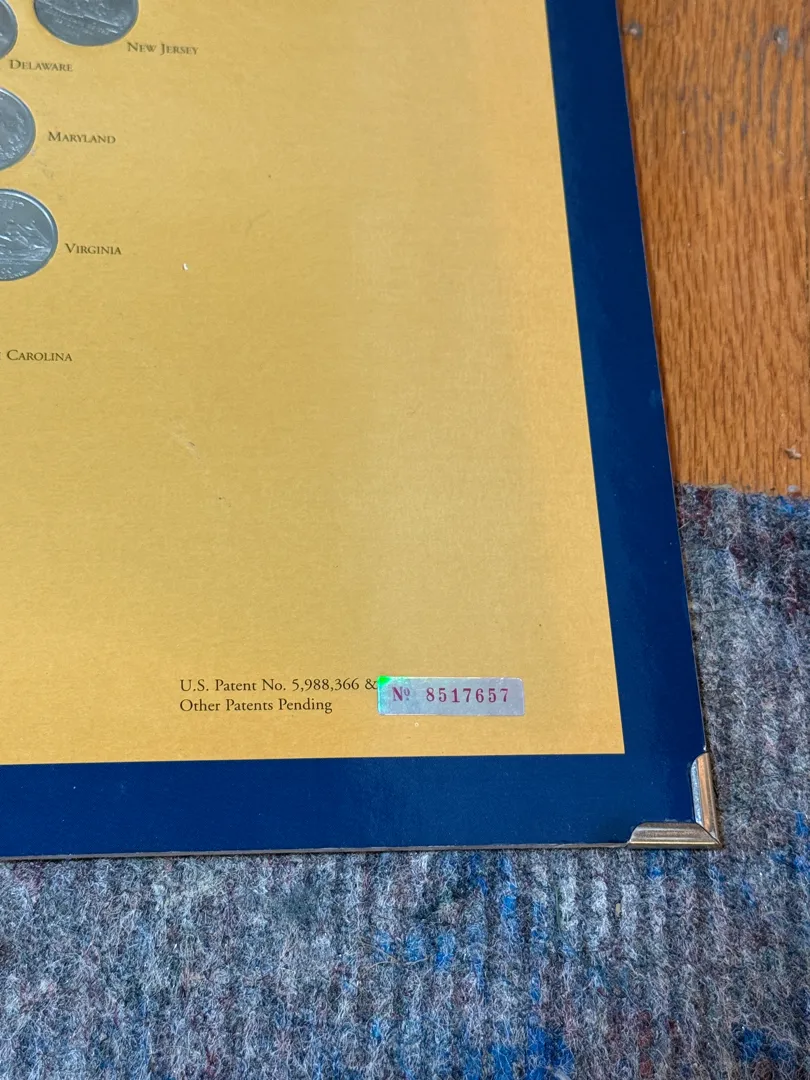 New Jersey
Delaware
Maryland
Virginia
Carolina
U.S. Patent No. 5,988,366 &
Other Patents Pending
Nº 8517657